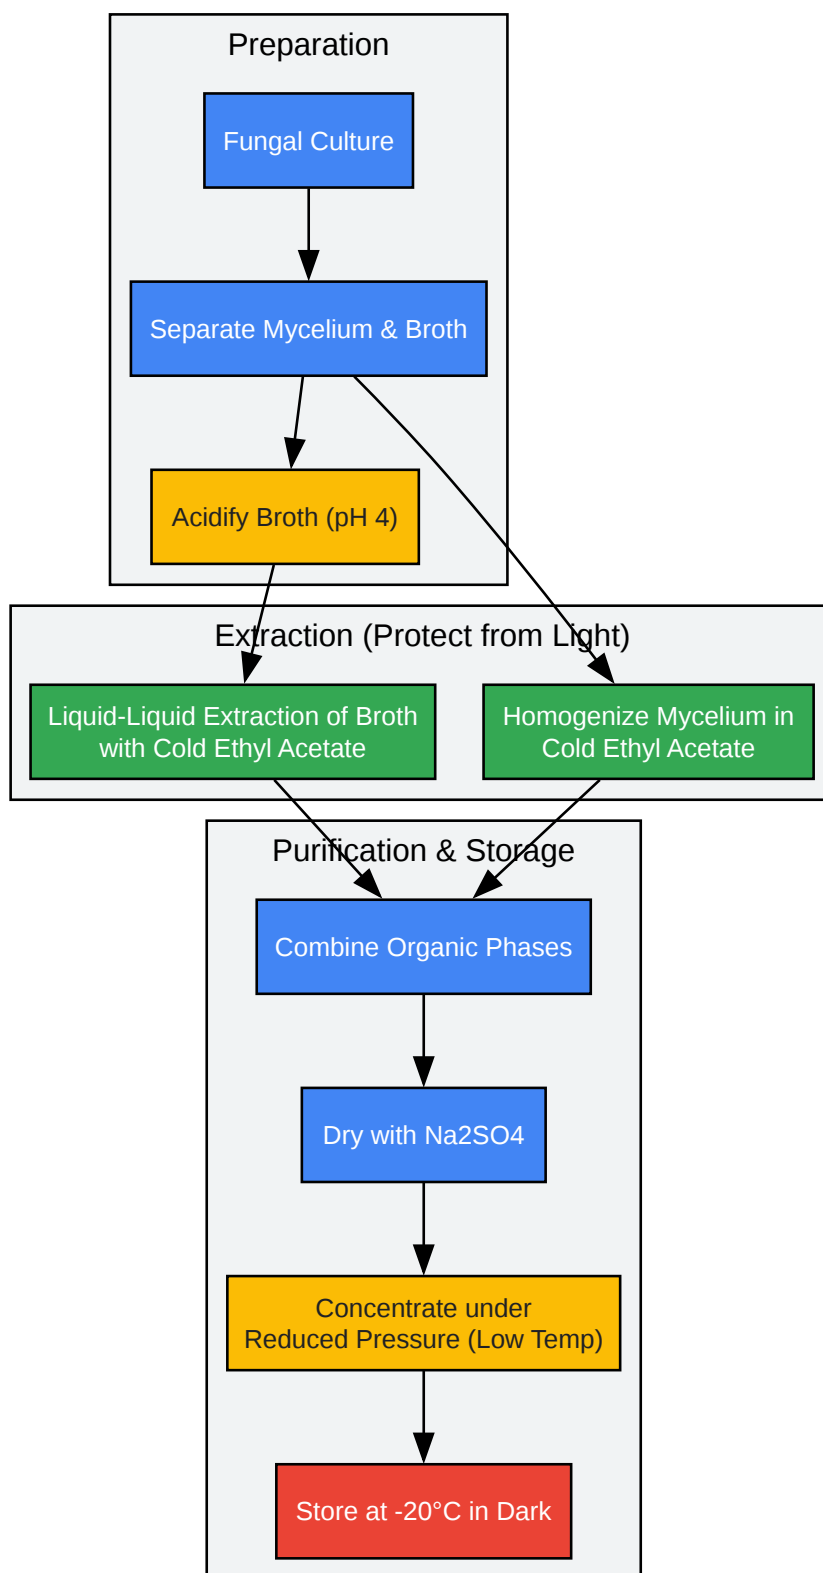 Preparation
Fungal Culture
Separate Mycelium & Broth
Acidify Broth (pH 4)
Extraction (Protect from Light)
Liquid-Liquid Extraction of Broth
with Cold Ethyl Acetate
Homogenize Mycelium in
Cold Ethyl Acetate
Purification & Storage
Combine Organic Phases
Dry with Na2SO4
Concentrate under
Reduced Pressure (Low Temp)
Store at -20°C in Dark